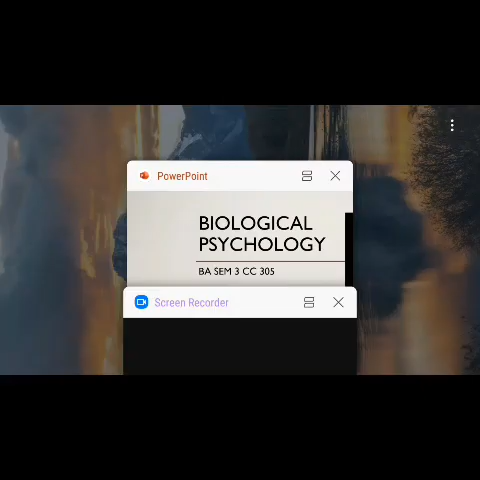 PowerPoint
BIOLOGICAL
PSYCHOLOGY
BA SEM 3 CC 305
Screen Recorder